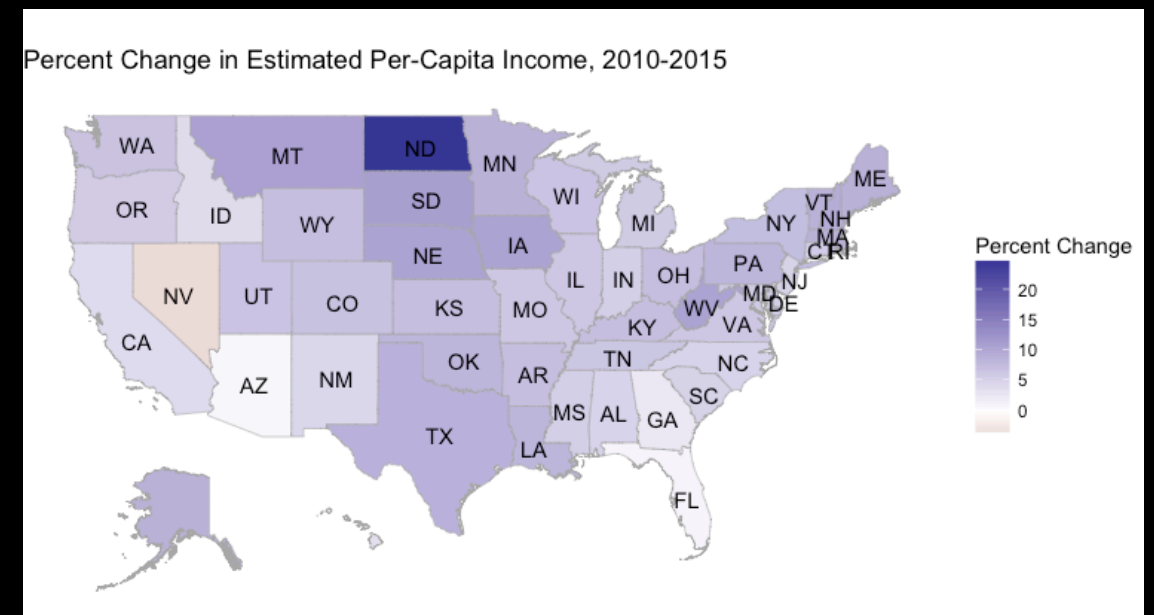 Percent Change in Estimated Per-Capita Income, 2010-2015
WA
MT
ND
MN
OR
ID
WY
SD
WI
MI
NY
VT
NH
ME
MA
CT
RI
NV
UT
CO
NE
IA
IL
IN
OH
PA
NJ
MD
DE
WV
VA
KS
MO
KY
CA
AZ
NM
OK
AR
TN
NC
SC
MS
AL
GA
TX
LA
FL
Percent Change
20
15
10
5
0